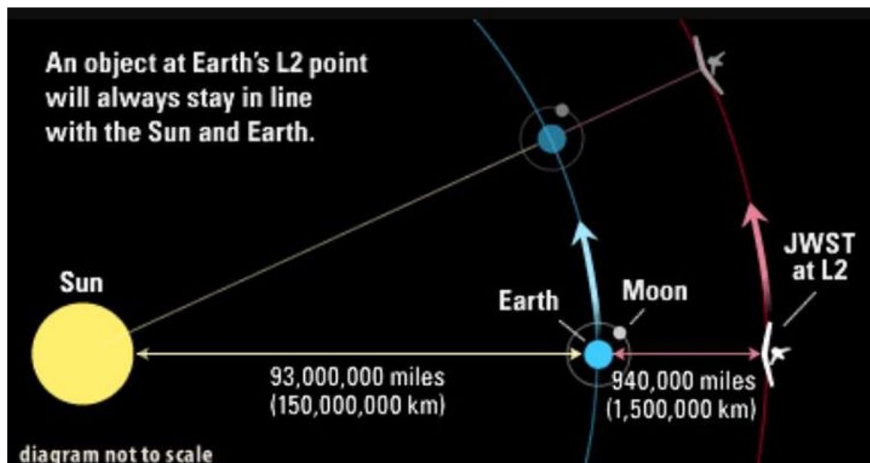 An object at Earth's L2 point
will always stay in line
with the Sun and Earth.
JWST
at L2
Sun
Earth
Moon
93,000,000 miles
(150,000,000 km)
940,000 miles
(1,500,000 km)
diagram not to scale